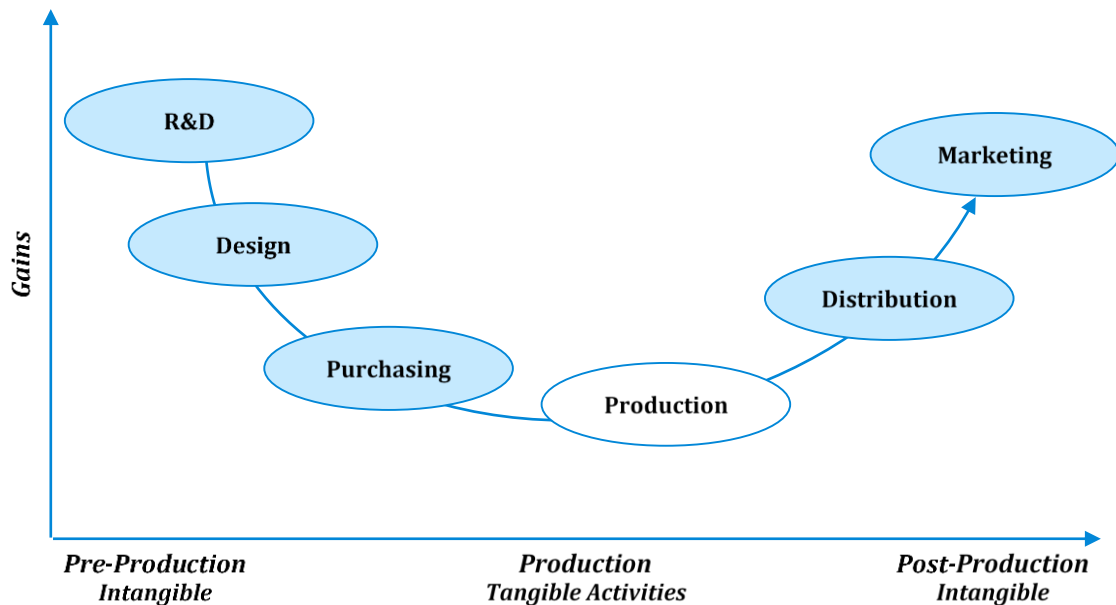 R&D
Marketing
Design
Gains
Distribution
Purchasing
Production
Pre-Production
Intangible
Production
Tangible Activities
Post-Production
Intangible